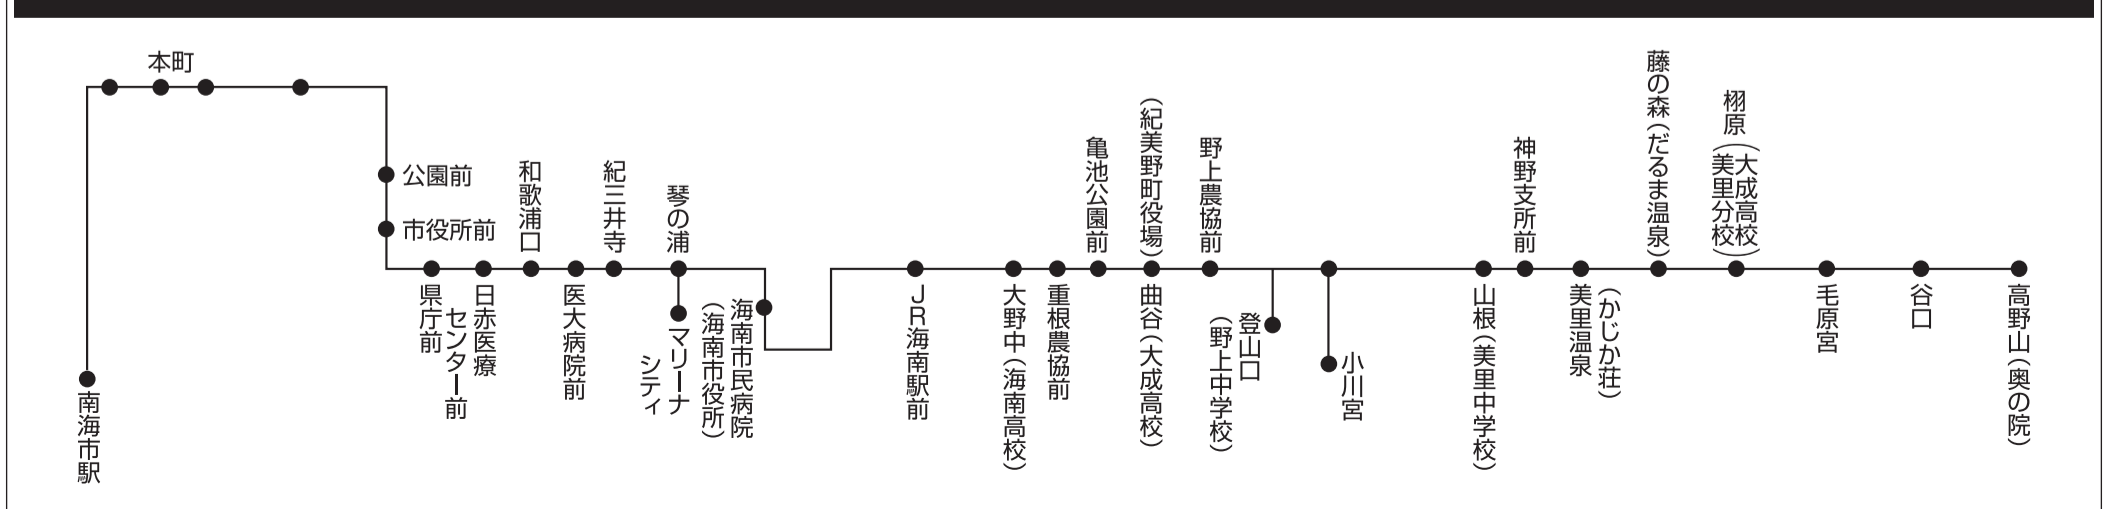 南海市駅
本町
公園前
市役所前
県庁前
日赤医療
センター前
和歌浦口
医大病院前
紀三井寺
琴の浦
マリーナ
シティ
海南市民病院
（海南市役所）
JR海南駅前
大野中（海南高校）
重根農協前
亀池公園前
（紀美野町役場）
曲谷（大成高校）
野上農協前
登山口
（野上中学校）
小川宮
山根（美里中学校）
神野支所前
美里温泉
（かじか荘）
藤の森（だるま温泉）
栩原（大成高校
美里分校）
毛原宮
谷口
高野山（奥の院）